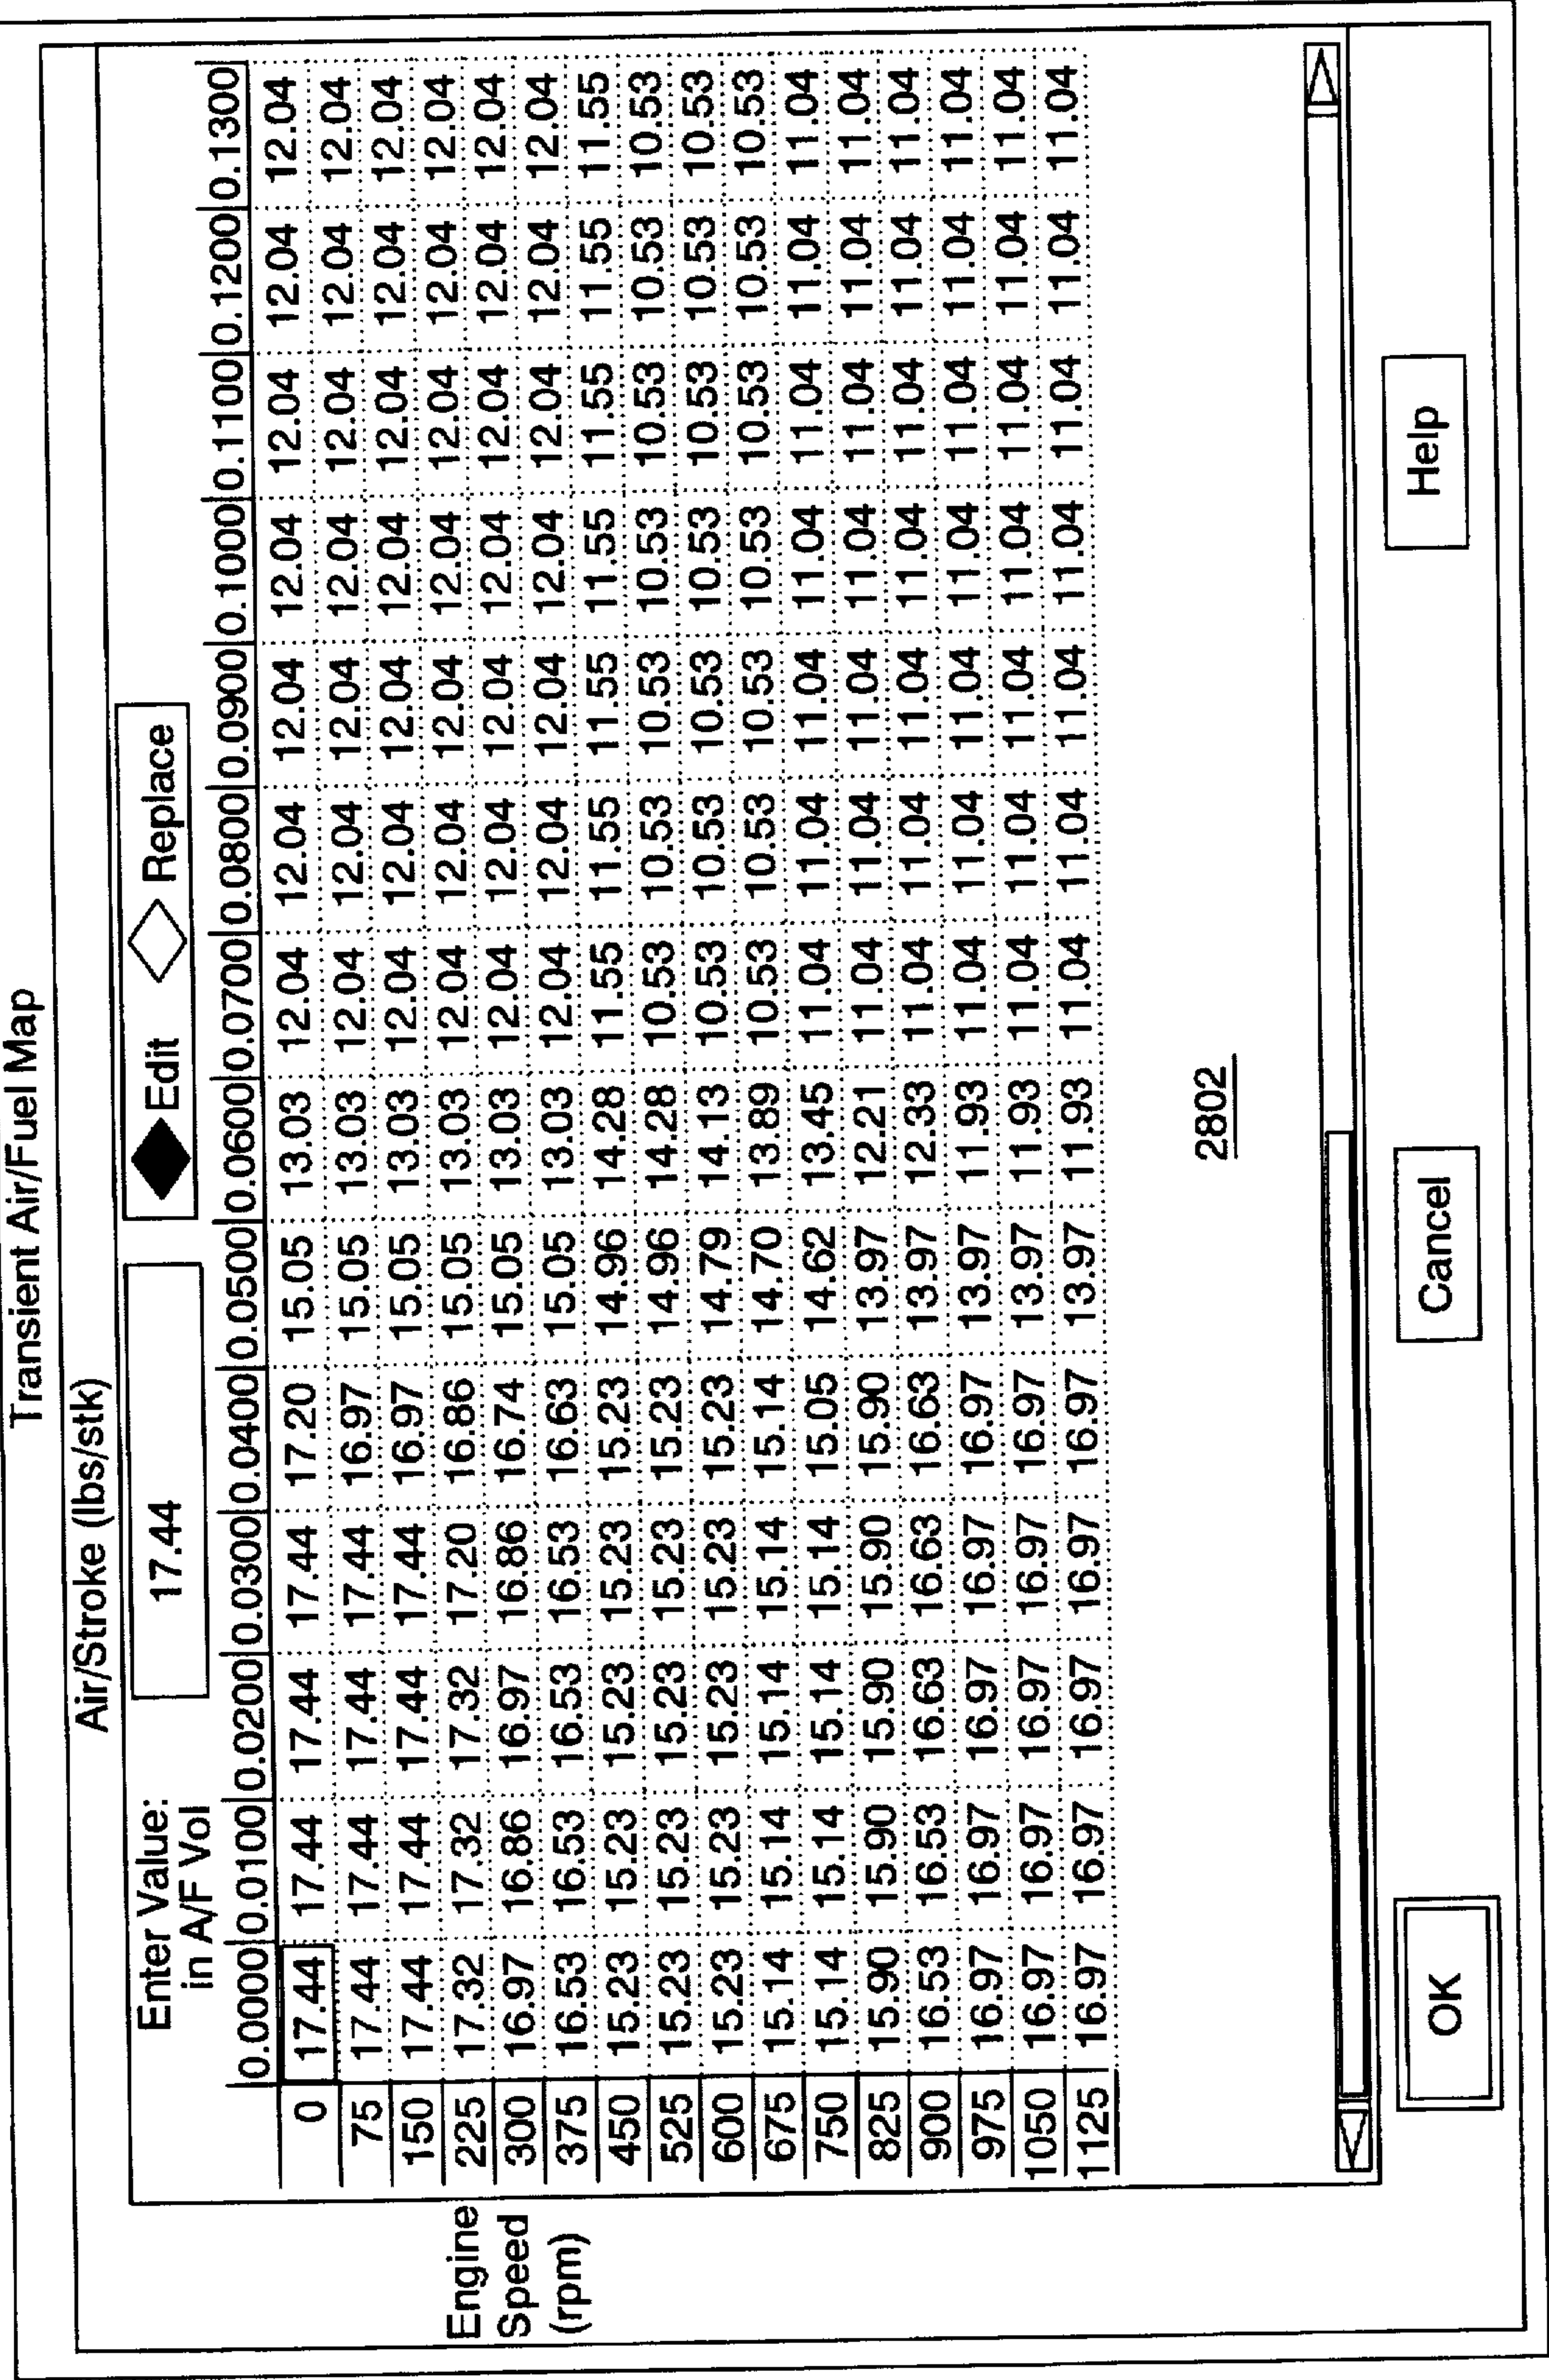 Transient Air/Fuel Map
Air/Stroke (lbs/stk)
Enter Value: 17.44 Edit Replace
in A/F Vol
0.0000 0.0100 0.0200 0.0300 0.0400 0.0500 0.0600 0.0700 0.0800 0.0900 0.1000 0.1100 0.1200 0.1300
0 17.44 17.44 17.44 17.44 17.20 15.05 13.03 12.04 12.04 12.04 12.04 12.04 12.04 12.04
75 17.44 17.44 17.44 17.44 16.97 15.05 13.03 12.04 12.04 12.04 12.04 12.04 12.04 12.04
150 17.44 17.44 17.44 17.44 16.97 15.05 13.03 12.04 12.04 12.04 12.04 12.04 12.04 12.04
Engine 225 17.32 17.32 17.32 17.20 16.86 15.05 13.03 12.04 12.04 12.04 12.04 12.04 12.04 12.04
Speed 300 16.97 16.86 16.97 16.86 16.74 15.05 13.03 12.04 12.04 12.04 12.04 12.04 12.04 12.04
(rpm) 375 16.53 16.53 16.53 16.53 16.63 15.05 13.03 12.04 12.04 12.04 12.04 12.04 12.04 12.04
450 15.23 15.23 15.23 15.23 15.23 14.96 14.28 11.55 11.55 11.55 11.55 11.55 11.55 11.55
525 15.23 15.23 15.23 15.23 15.23 14.96 14.28 10.53 10.53 10.53 10.53 10.53 10.53 10.53
600 15.23 15.23 15.23 15.23 15.23 14.79 14.13 10.53 10.53 10.53 10.53 10.53 10.53 10.53
675 15.14 15.14 15.14 15.14 15.14 14.70 13.89 10.53 10.53 10.53 10.53 10.53 10.53 10.53
750 15.14 15.14 15.14 15.14 15.05 14.62 13.45 11.04 11.04 11.04 11.04 11.04 11.04 11.04
825 15.90 15.90 15.90 15.90 15.90 13.97 12.21 11.04 11.04 11.04 11.04 11.04 11.04 11.04
900 16.53 16.53 16.63 16.63 16.63 13.97 12.33 11.04 11.04 11.04 11.04 11.04 11.04 11.04
975 16.97 16.97 16.97 16.97 16.97 13.97 11.93 11.04 11.04 11.04 11.04 11.04 11.04 11.04
1050 16.97 16.97 16.97 16.97 16.97 13.97 11.93 11.04 11.04 11.04 11.04 11.04 11.04 11.04
1125 16.97 16.97 16.97 16.97 16.97 13.97 11.93 11.04 11.04 11.04 11.04 11.04 11.04 11.04
2802
OK Cancel Help